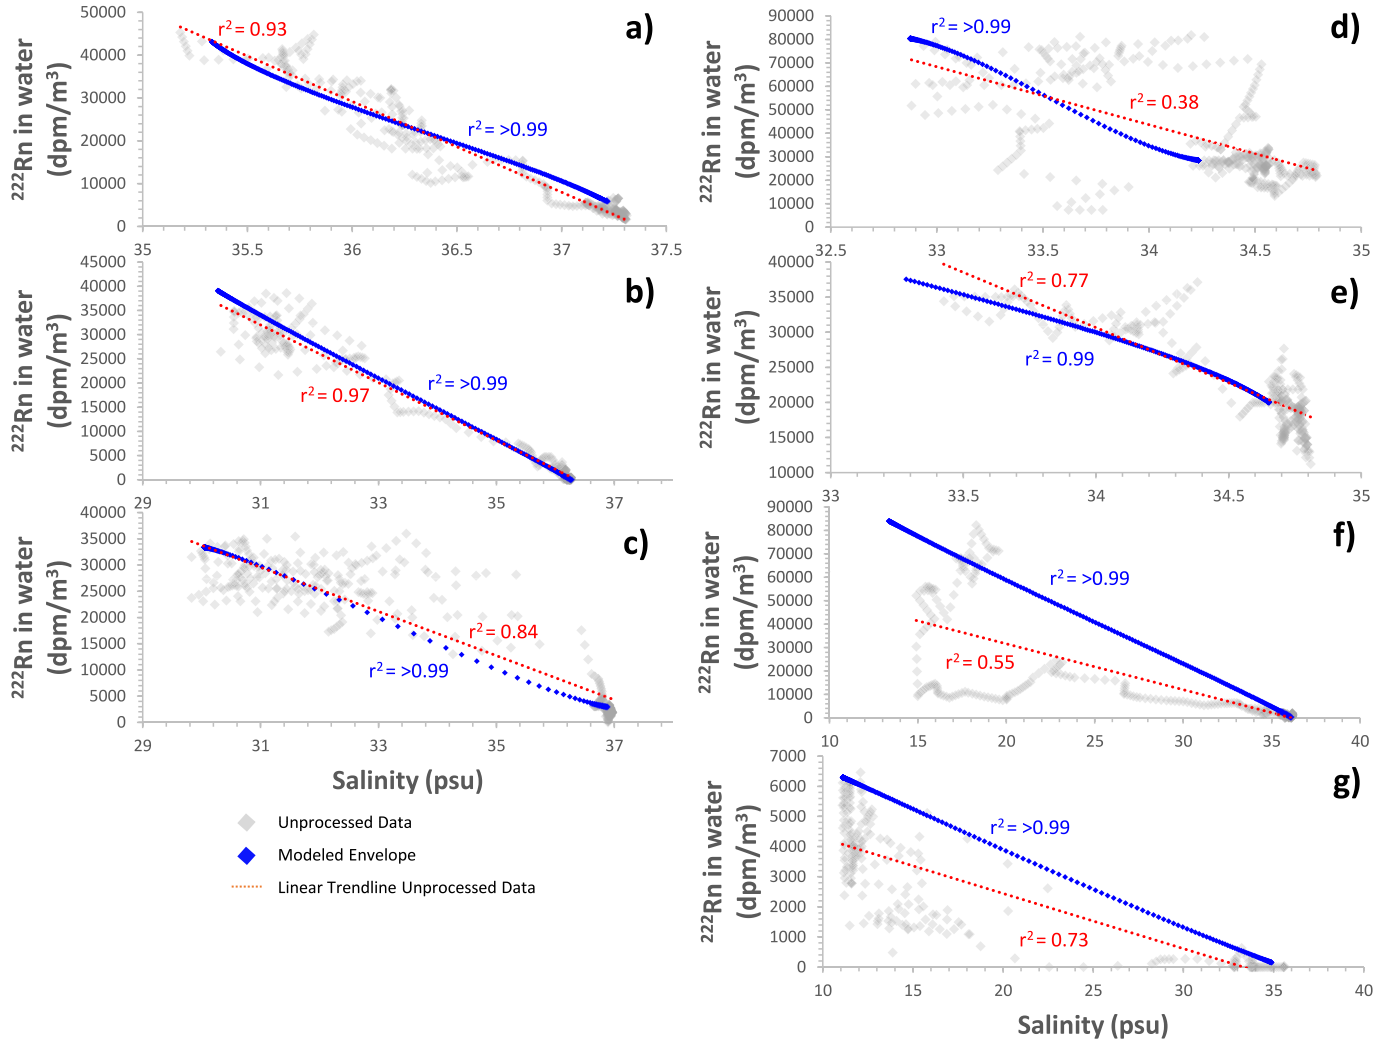 a)
²²²Rn in water
(dpm/m³)
50000
40000
30000
20000
10000
0
35
35.5
36
36.5
37
37.5
r² = 0.93
r² = >0.99
b)
²²²Rn in water
(dpm/m³)
45000
40000
35000
30000
25000
20000
15000
10000
5000
0
29
31
33
35
37
r² = 0.97
r² = >0.99
c)
²²²Rn in water
(dpm/m³)
40000
35000
30000
25000
20000
15000
10000
5000
0
29
31
33
35
37
r² = 0.84
r² = >0.99
Salinity (psu)
Unprocessed Data
Modeled Envelope
Linear Trendline Unprocessed Data
d)
²²²Rn in water
(dpm/m³)
90000
80000
70000
60000
50000
40000
30000
20000
10000
0
32.5
33
33.5
34
34.5
35
r² = >0.99
r² = 0.38
e)
²²²Rn in water
(dpm/m³)
40000
35000
30000
25000
20000
15000
10000
33
33.5
34
34.5
35
r² = 0.77
r² = 0.99
f)
²²²Rn in water
(dpm/m³)
90000
80000
70000
60000
50000
40000
30000
20000
10000
0
10
15
20
25
30
35
40
r² = >0.99
r² = 0.55
g)
²²²Rn in water
(dpm/m³)
7000
6000
5000
4000
3000
2000
1000
0
10
15
20
25
30
35
40
r² = >0.99
r² = 0.73
Salinity (psu)